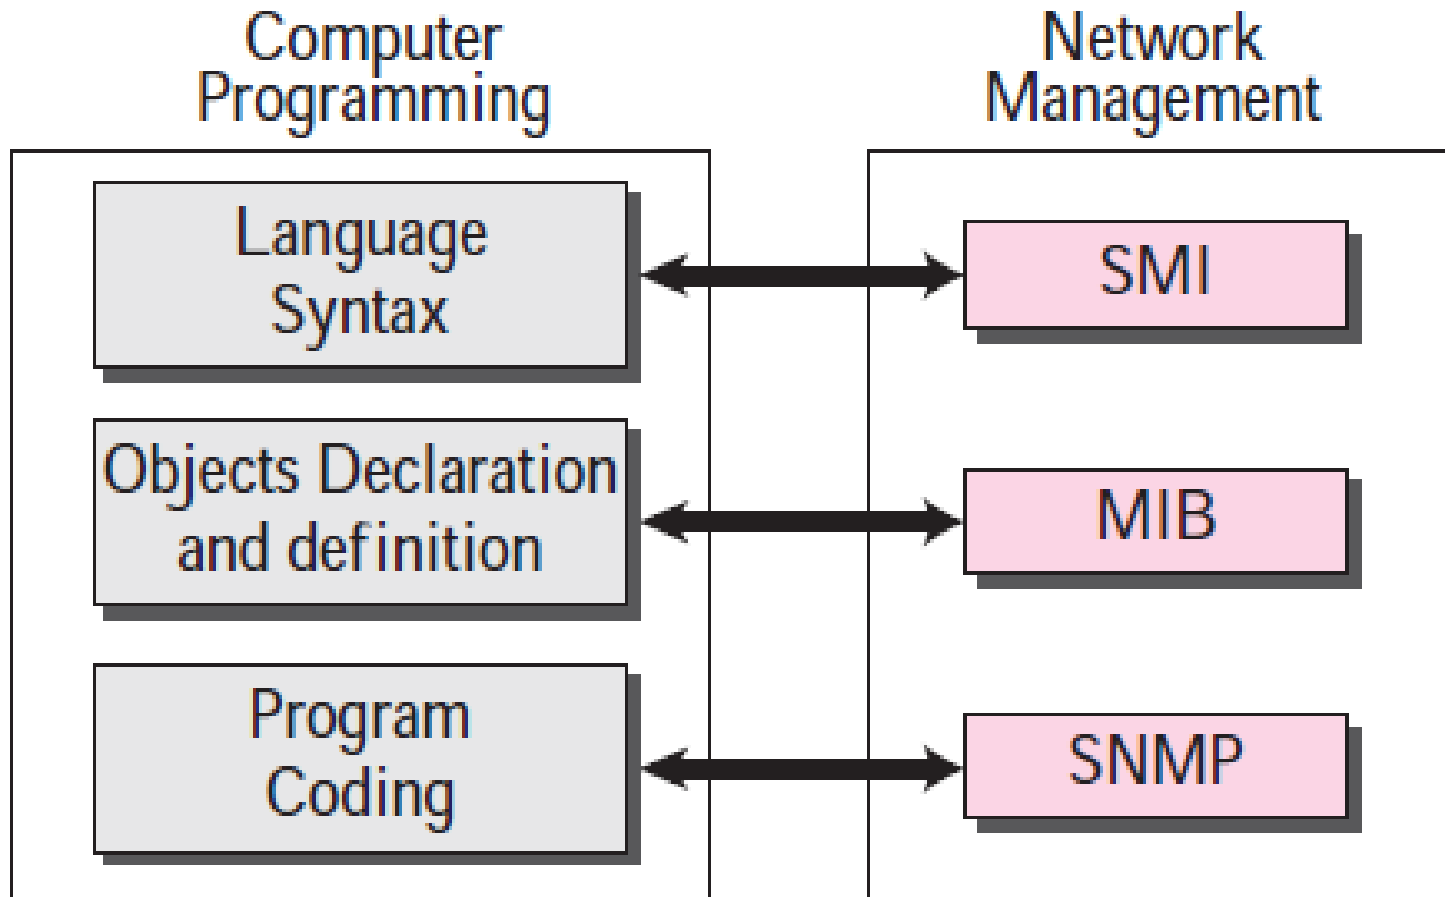 Computer
Programming
Network
Management
Language
Syntax
SMI
Objects Declaration
and definition
MIB
Program
Coding
SNMP